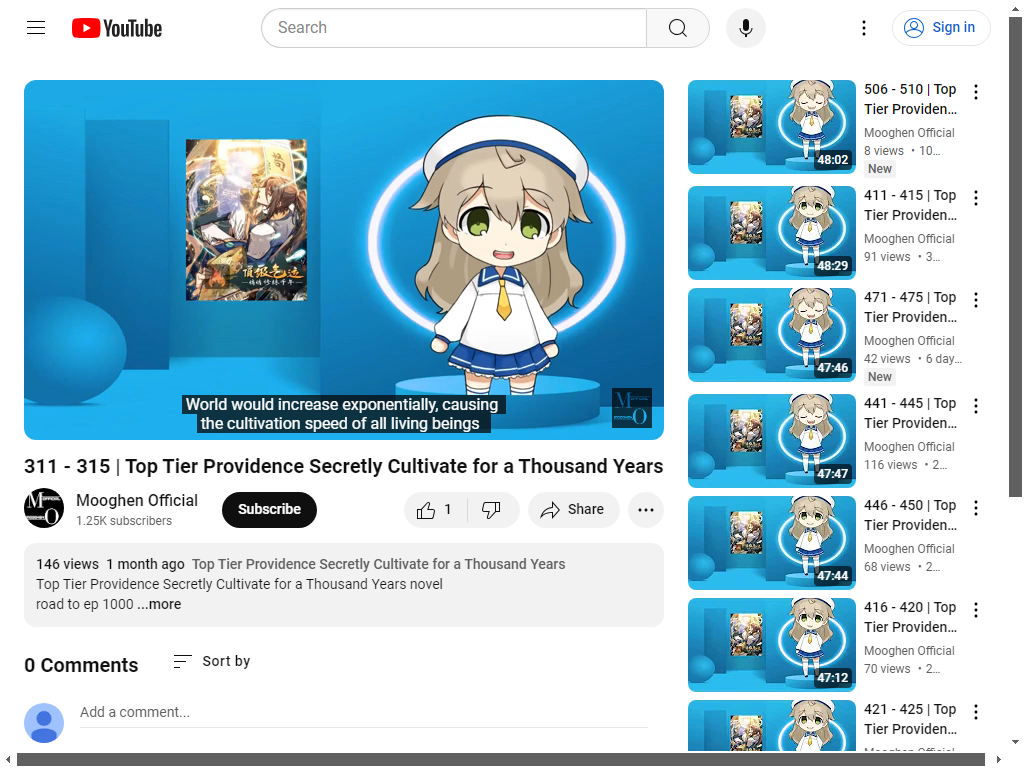 YouTube
Search
Sign in
苟
頂級气运
悄悄修练千年
World would increase exponentially, causing
the cultivation speed of all living beings
311 - 315 | Top Tier Providence Secretly Cultivate for a Thousand Years
Mooghen Official
1.25K subscribers
Subscribe
1
Share
146 views 1 month ago Top Tier Providence Secretly Cultivate for a Thousand Years
Top Tier Providence Secretly Cultivate for a Thousand Years novel
road to ep 1000 ...more
0 Comments
Sort by
Add a comment...
48:02
506 - 510 | Top
Tier Providen...
Mooghen Official
8 views • 10...
New
48:29
411 - 415 | Top
Tier Providen...
Mooghen Official
91 views • 3...
47:46
471 - 475 | Top
Tier Providen...
Mooghen Official
42 views • 6 day...
New
47:47
441 - 445 | Top
Tier Providen...
Mooghen Official
116 views • 2...
47:44
446 - 450 | Top
Tier Providen...
Mooghen Official
68 views • 2...
47:12
416 - 420 | Top
Tier Providen...
Mooghen Official
70 views • 2...
421 - 425 | Top
Tier Providen...
Mooghen Official